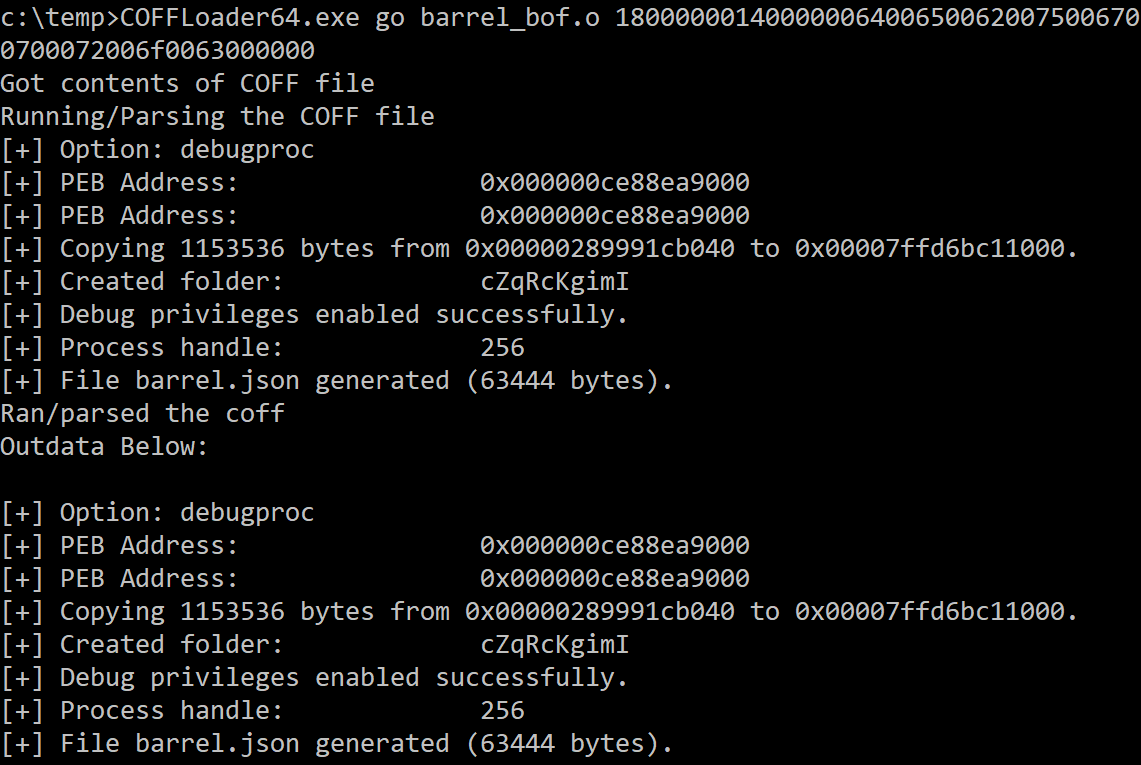 c:\temp>COFFLoader64.exe go barrel_bof.o 18000000140000006400650062007500670
0700072006f0063000000
Got contents of COFF file
Running/Parsing the COFF file
[+] Option: debugproc
[+] PEB Address:                0x000000ce88ea9000
[+] PEB Address:                0x000000ce88ea9000
[+] Copying 1153536 bytes from 0x00000289991cb040 to 0x00007ffd6bc11000.
[+] Created folder:             cZqRcKgimI
[+] Debug privileges enabled successfully.
[+] Process handle:             256
[+] File barrel.json generated (63444 bytes).
Ran/parsed the coff
Outdata Below:

[+] Option: debugproc
[+] PEB Address:                0x000000ce88ea9000
[+] PEB Address:                0x000000ce88ea9000
[+] Copying 1153536 bytes from 0x00000289991cb040 to 0x00007ffd6bc11000.
[+] Created folder:             cZqRcKgimI
[+] Debug privileges enabled successfully.
[+] Process handle:             256
[+] File barrel.json generated (63444 bytes).